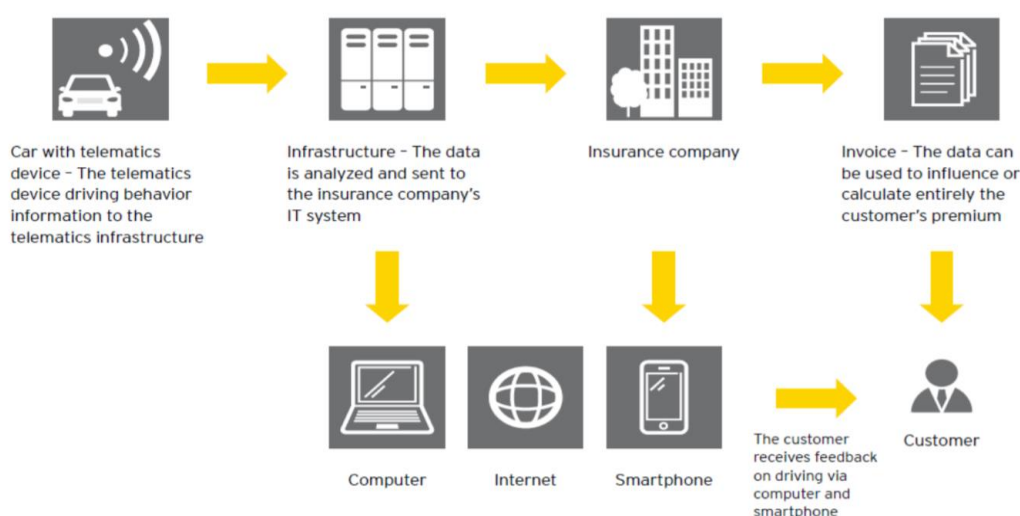 Car with telematics
device – The telematics
device driving behavior
information to the
telematics infrastructure
Infrastructure – The data
is analyzed and sent to
the insurance company's
IT system
Insurance company
Invoice – The data can
be used to influence or
calculate entirely the
customer's premium
Computer
Internet
Smartphone
The customer
receives feedback
on driving via
computer and
smartphone
Customer